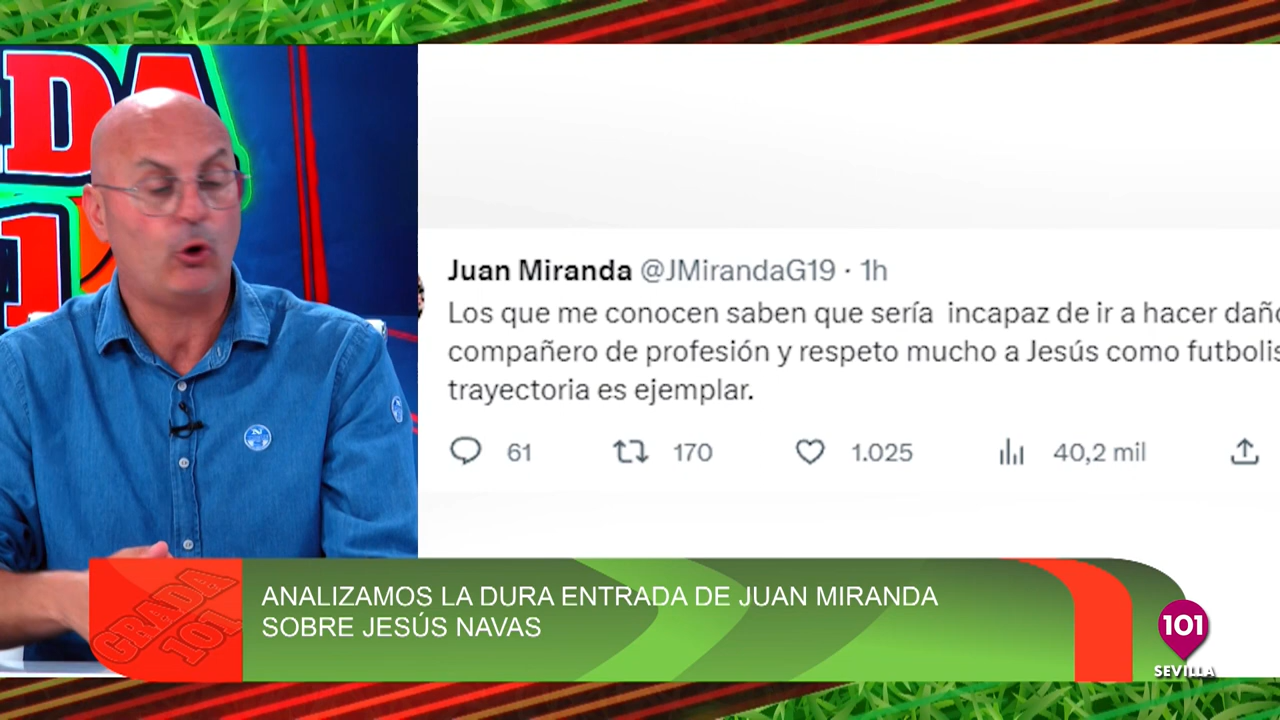 DA
1
Juan Miranda @JMirandaG19 · 1h
Los que me conocen saben que sería incapaz de ir a hacer daño
compañero de profesión y respeto mucho a Jesús como futbolis
trayectoria es ejemplar.
61 170 1.025 40,2 mil
ANALIZAMOS LA DURA ENTRADA DE JUAN MIRANDA
SOBRE JESÚS NAVAS
GRADA
101
101
SEVILLA